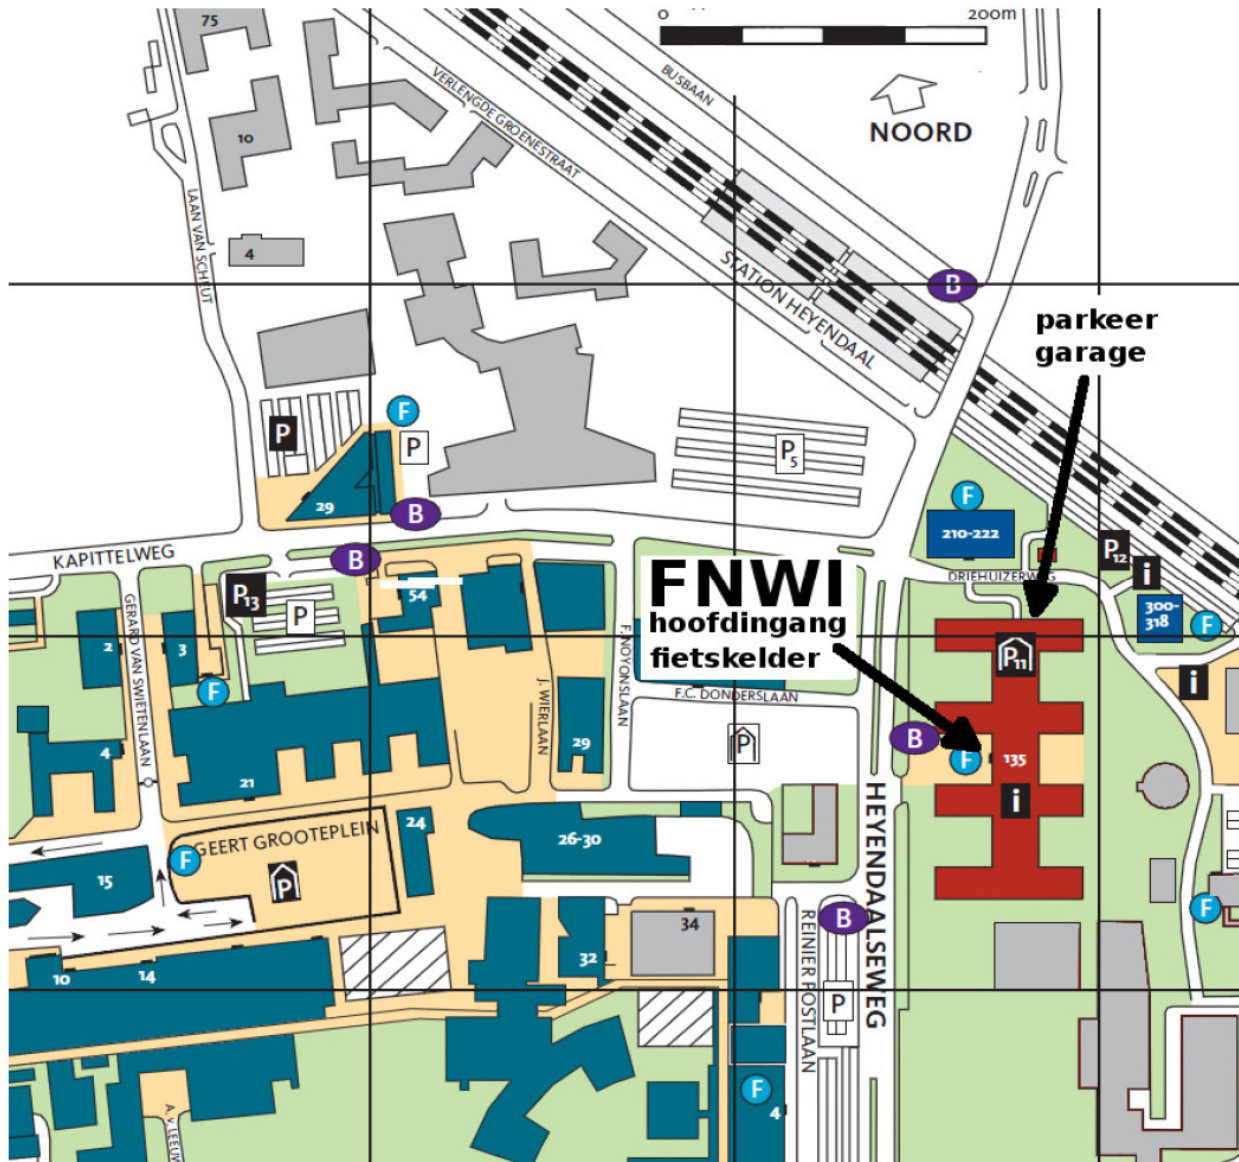 75
0
200m
BUSBAAN
VERLENGDE GROENESTRAAT
NOORD
10
LAAN VAN SCHEUT
4
STATION HEYENDAAL
B
parkeer
garage
F
P
P
P5
29
B
F
210-222
KAPITTELWEG
B
P12
i
DRIEHUIZERWEG
FNWI
hoofdingang
fietskelder
54
P13
P
300-
318
F
GERARD VAN SWIETENLAAN
2
3
F
F. NOYONSLAAN
P11
J. WIERLAAN
F.C. DONDERSLAAN
i
4
29
P
B
F
135
21
HEYENDAALSEWEG
i
GEERT GROOTEPLEIN
24
26-30
F
15
P
B
34
REINIER POSTLAAN
F
10
14
32
P
F
4
A. v. LEEUW